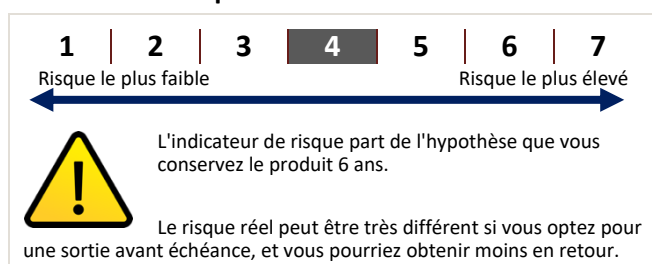 1 2 3 4 5 6 7
Risque le plus faible Risque le plus élevé
L'indicateur de risque part de l'hypothèse que vous
conservez le produit 6 ans.
Le risque réel peut être très différent si vous optez pour
une sortie avant échéance, et vous pourriez obtenir moins en retour.